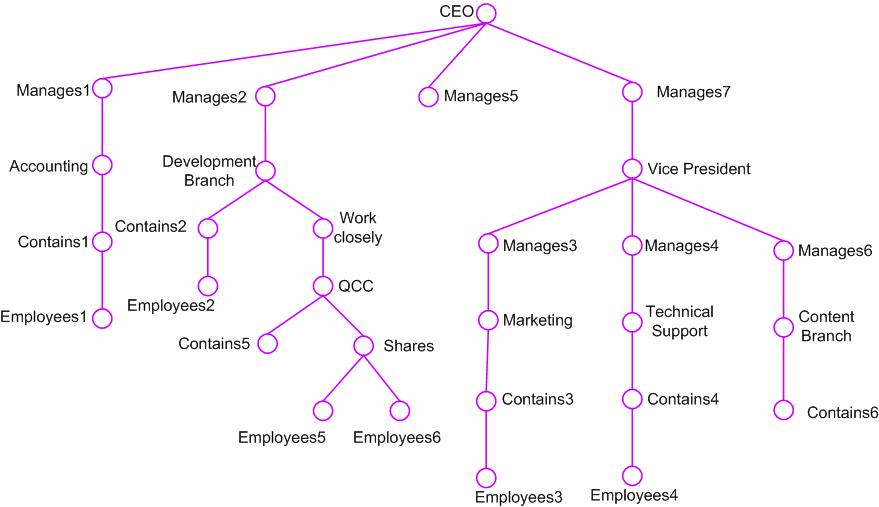 CEO
Manages1
Manages2
Manages5
Manages7
Accounting
Development
Branch
Vice President
Contains1
Contains2
Work
closely
Manages3
Manages4
Manages6
Employees1
Employees2
QCC
Marketing
Technical
Support
Content
Branch
Contains5
Shares
Contains3
Contains4
Contains6
Employees5
Employees6
Employees3
Employees4